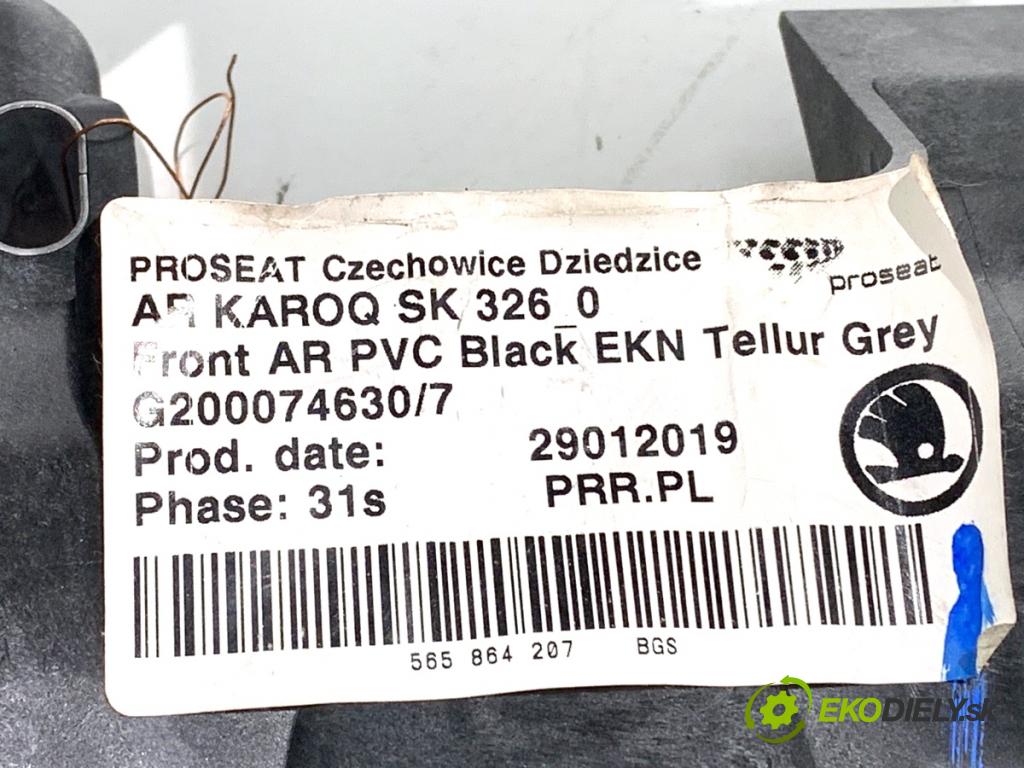 PROSEAT Czechowice Dziedzice
proseat
AR KAROQ SK 326_0
Front AR PVC Black EKN Tellur Grey
G200074630/7
Prod. date: 29012019
Phase: 31s PRR.PL
565 864 207 BGS
EKODIELY.SK